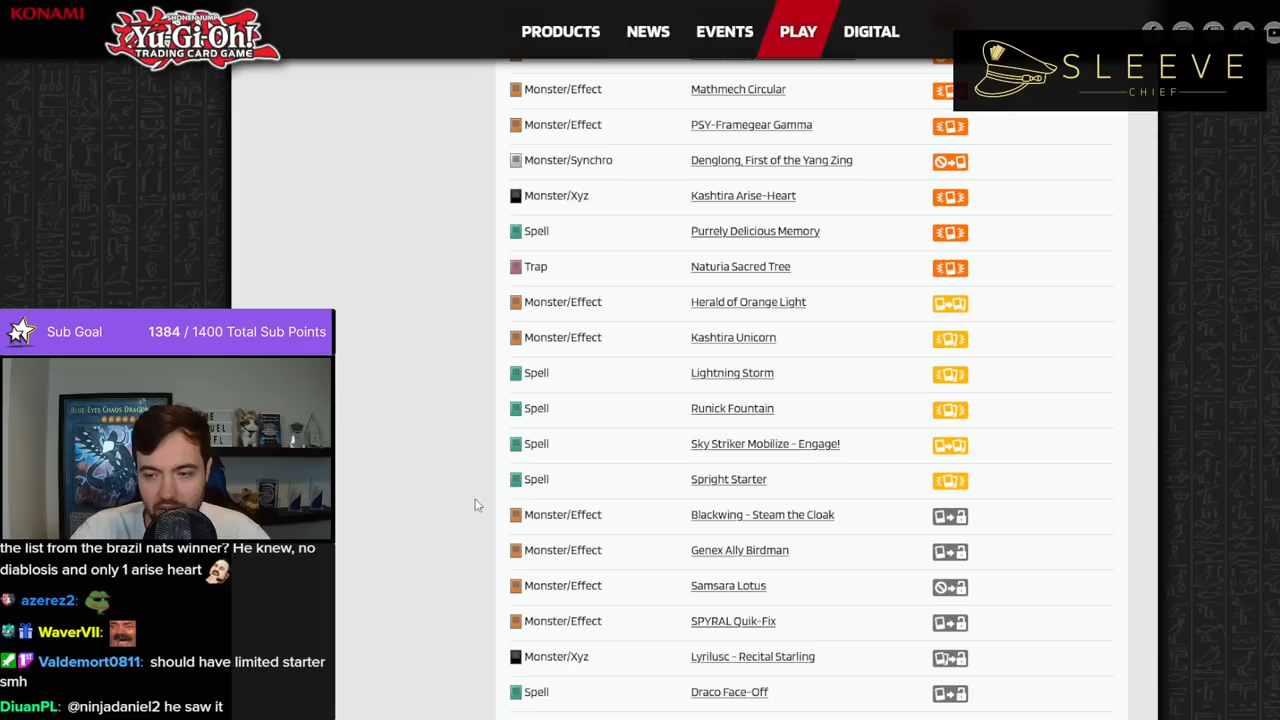 KONAMI
SHONEN JUMP
Yu-Gi-Oh!
TRADING CARD GAME
PRODUCTS NEWS EVENTS PLAY DIGITAL
SLEEVE
CHIEF
Monster/Effect Mathmech Circular
Monster/Effect PSY-Framegear Gamma
Monster/Synchro Denglong, First of the Yang Zing
Monster/Xyz Kashtira Arise-Heart
Spell Purrely Delicious Memory
Trap Naturia Sacred Tree
Monster/Effect Herald of Orange Light
Monster/Effect Kashtira Unicorn
Spell Lightning Storm
Spell Runick Fountain
Spell Sky Striker Mobilize - Engage!
Spell Spright Starter
Monster/Effect Blackwing - Steam the Cloak
Monster/Effect Genex Ally Birdman
Monster/Effect Samsara Lotus
Monster/Effect SPYRAL Quik-Fix
Monster/Xyz Lyrilusc - Recital Starling
Spell Draco Face-Off
Sub Goal 1384 / 1400 Total Sub Points
BLUE-EYES CHAOS DRAGON
the list from the brazil nats winner? He knew, no
diablosis and only 1 arise heart
azerez2:
WaverVII:
Valdemort0811: should have limited starter
smh
DiuanPL: @ninjadaniel2 he saw it